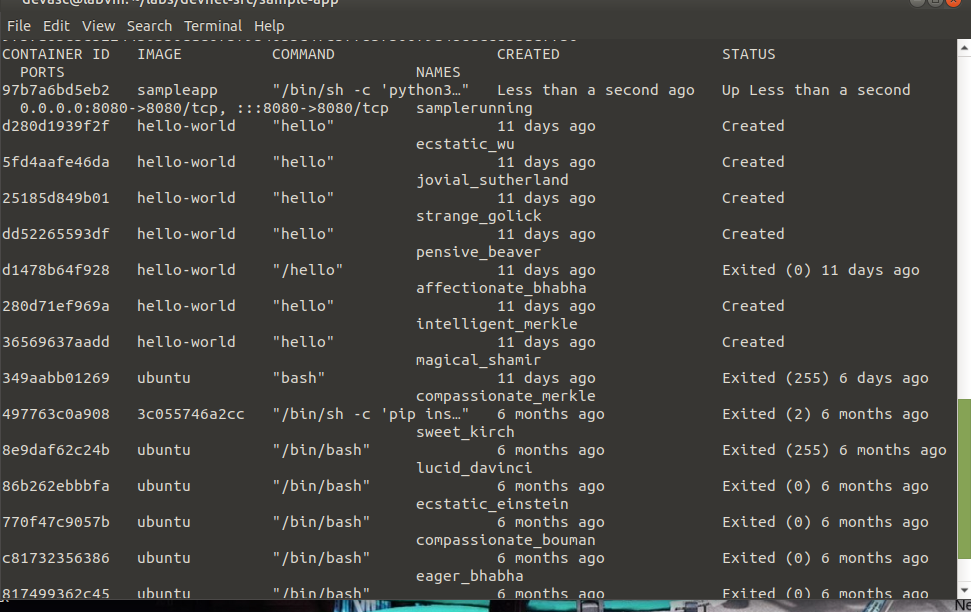 devasc@labvm: ~/labs/devnet-src/sample-app
File Edit View Search Terminal Help
CONTAINER ID IMAGE COMMAND CREATED STATUS
PORTS NAMES
97b7a6bd5eb2 sampleapp "/bin/sh -c 'python3…" Less than a second ago Up Less than a second
0.0.0.0:8080->8080/tcp, :::8080->8080/tcp samplerunning
d280d1939f2f hello-world "hello" 11 days ago Created
ecstatic_wu
5fd4aafe46da hello-world "hello" 11 days ago Created
jovial_sutherland
25185d849b01 hello-world "hello" 11 days ago Created
strange_golick
dd52265593df hello-world "hello" 11 days ago Created
pensive_beaver
d1478b64f928 hello-world "/hello" 11 days ago Exited (0) 11 days ago
affectionate_bhabha
280d71ef969a hello-world "hello" 11 days ago Created
intelligent_merkle
36569637aadd hello-world "hello" 11 days ago Created
magical_shamir
349aabb01269 ubuntu "bash" 11 days ago Exited (255) 6 days ago
compassionate_merkle
497763c0a908 3c055746a2cc "/bin/sh -c 'pip ins…" 6 months ago Exited (2) 6 months ago
sweet_kirch
8e9daf62c24b ubuntu "/bin/bash" 6 months ago Exited (255) 6 months ago
lucid_davinci
86b262ebbbfa ubuntu "/bin/bash" 6 months ago Exited (0) 6 months ago
ecstatic_einstein
770f47c9057b ubuntu "/bin/bash" 6 months ago Exited (0) 6 months ago
compassionate_bouman
c81732356386 ubuntu "/bin/bash" 6 months ago Exited (0) 6 months ago
eager_bhabha
817499362c45 ubuntu "/bin/bash" 6 months ago Exited (0) 6 months ago